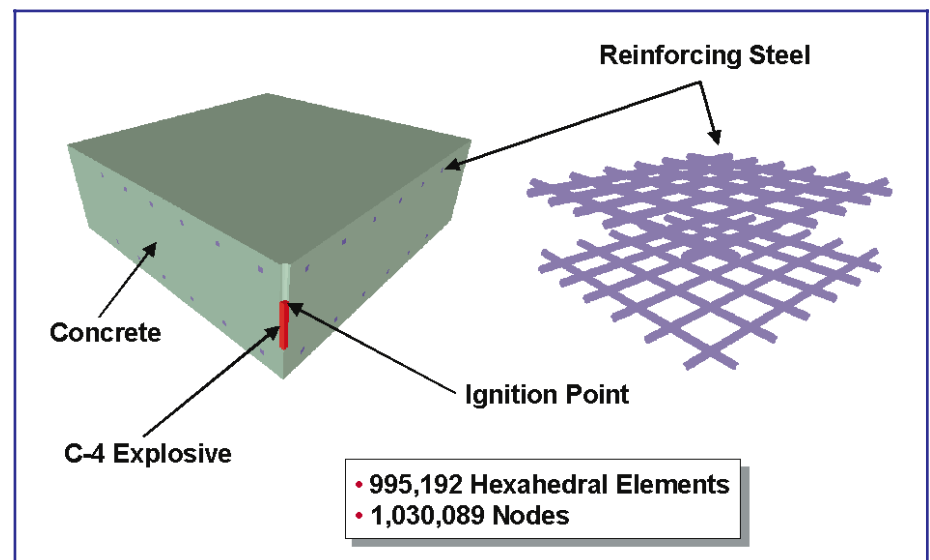 Reinforcing Steel
Concrete
Ignition Point
C-4 Explosive
• 995,192 Hexahedral Elements
• 1,030,089 Nodes